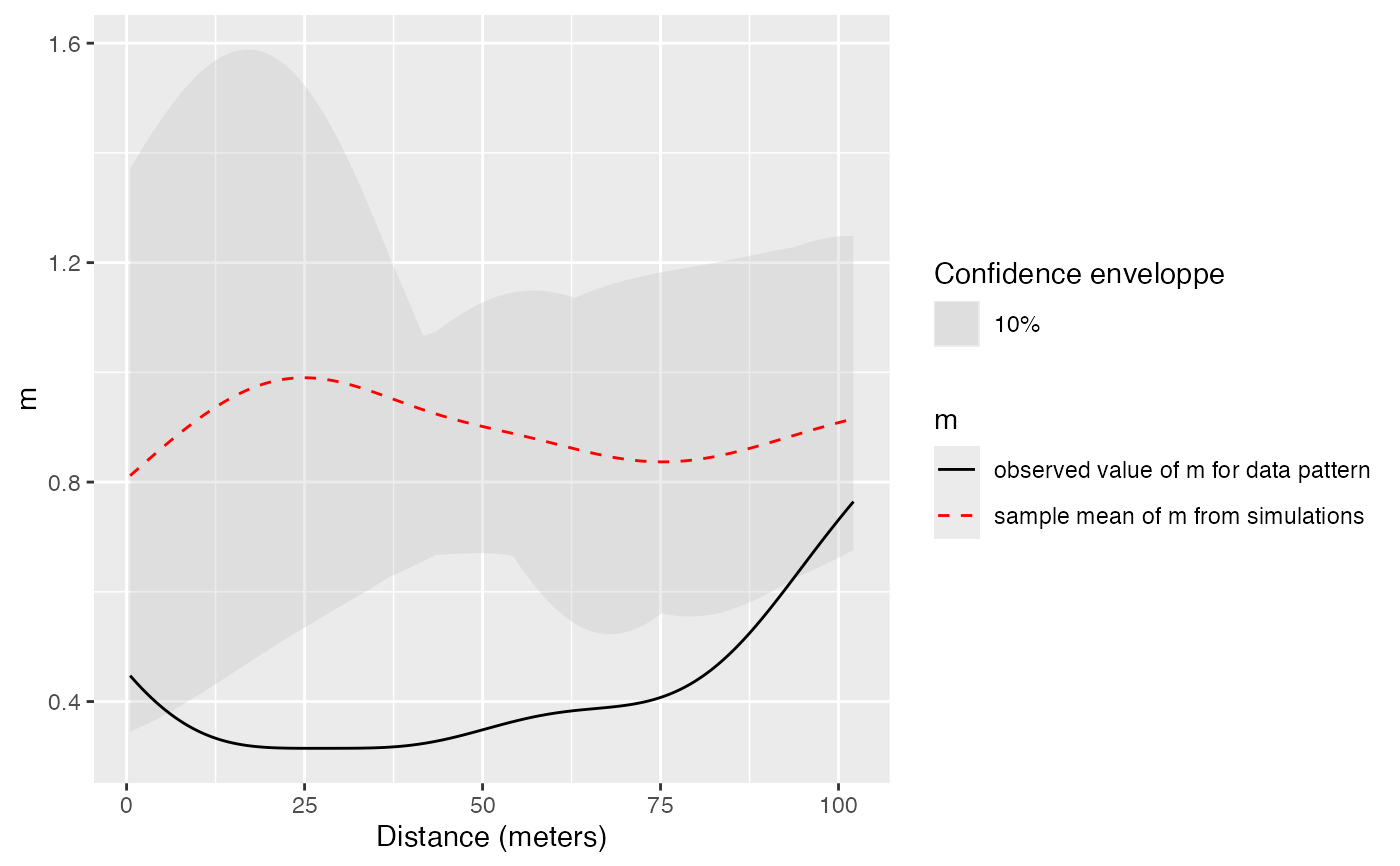 1.6
1.2
0.8
0.4
m
0
25
50
75
100
Distance (meters)
Confidence enveloppe
10%
m
observed value of m for data pattern
sample mean of m from simulations